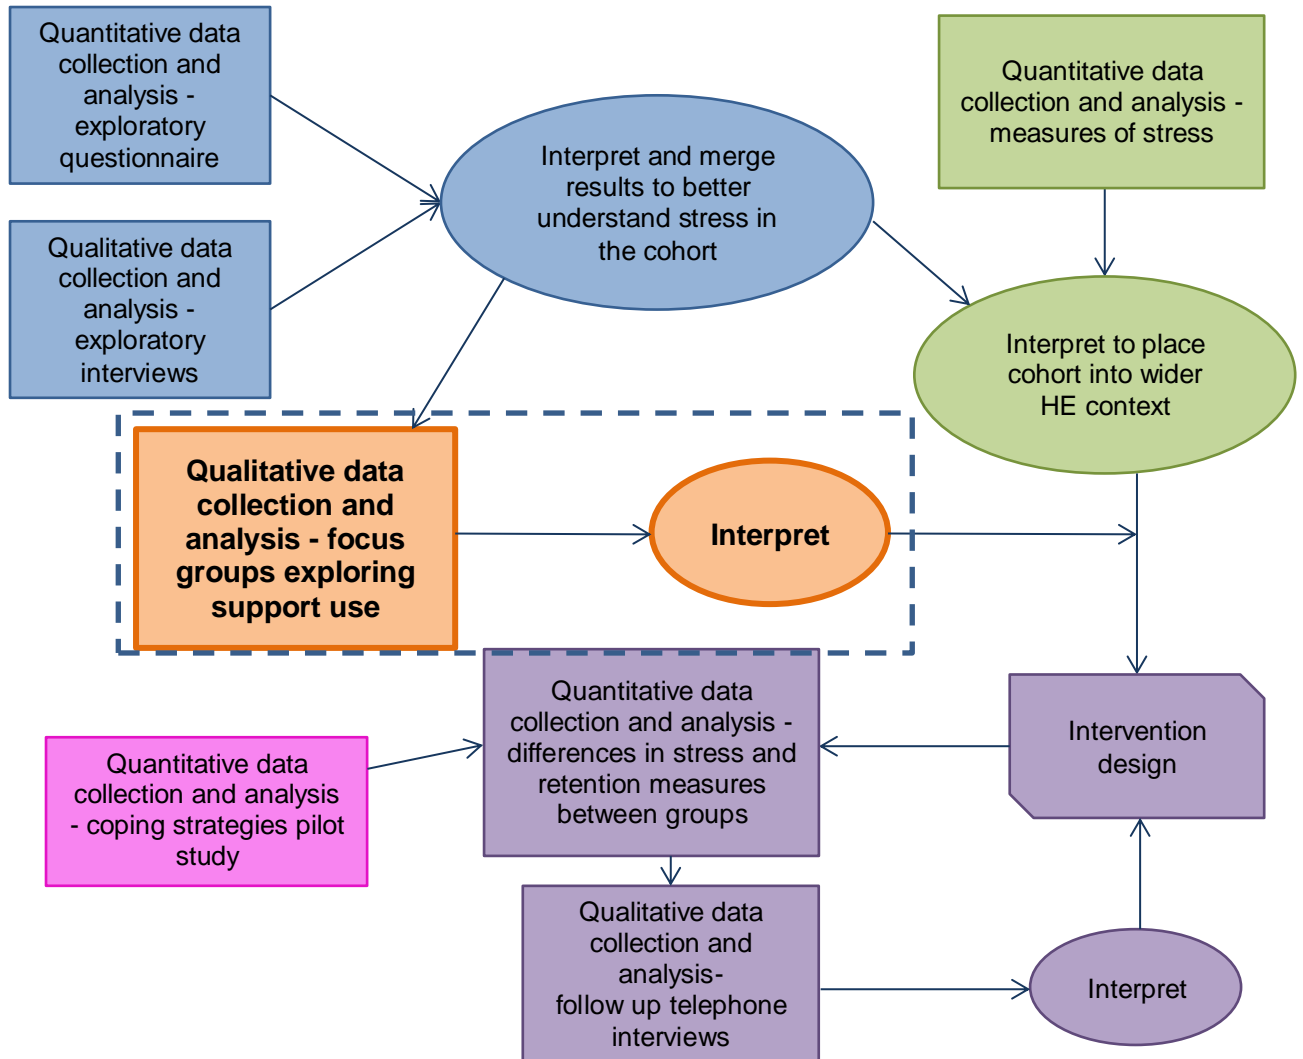 Quantitative data
collection and
analysis -
exploratory
questionnaire
Qualitative data
collection and
analysis -
exploratory
interviews
Interpret and merge
results to better
understand stress in
the cohort
Quantitative data
collection and analysis -
measures of stress
Interpret to place
cohort into wider
HE context
Qualitative data
collection and
analysis - focus
groups exploring
support use
Interpret
Quantitative data
collection and analysis -
differences in stress and
retention measures
between groups
Intervention
design
Quantitative data
collection and analysis
- coping strategies pilot
study
Qualitative data
collection and
analysis-
follow up telephone
interviews
Interpret